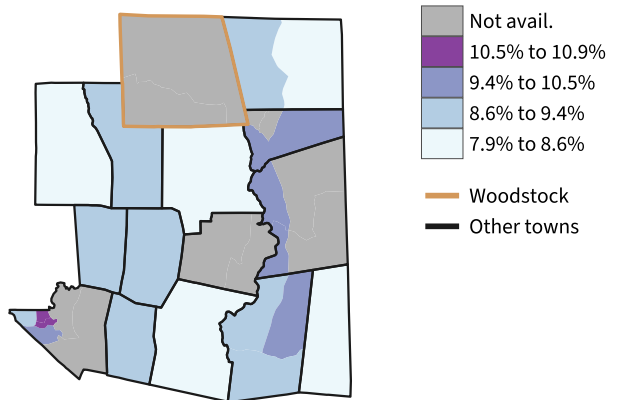 Not avail.
10.5% to 10.9%
9.4% to 10.5%
8.6% to 9.4%
7.9% to 8.6%
Woodstock
Other towns